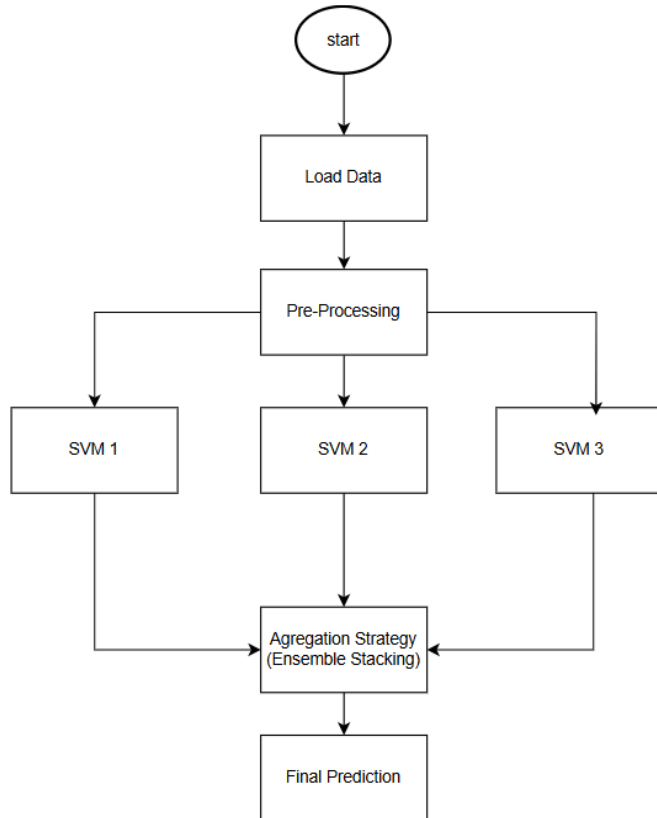 start
Load Data
Pre-Processing
SVM 1
SVM 2
SVM 3
Agregation Strategy
(Ensemble Stacking)
Final Prediction